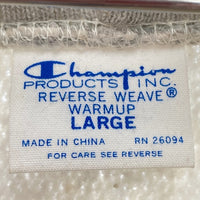 Champion
PRODUCTS INC.®
REVERSE WEAVE
WARMUP
LARGE
MADE IN CHINA RN 26094
FOR CARE SEE REVERSE